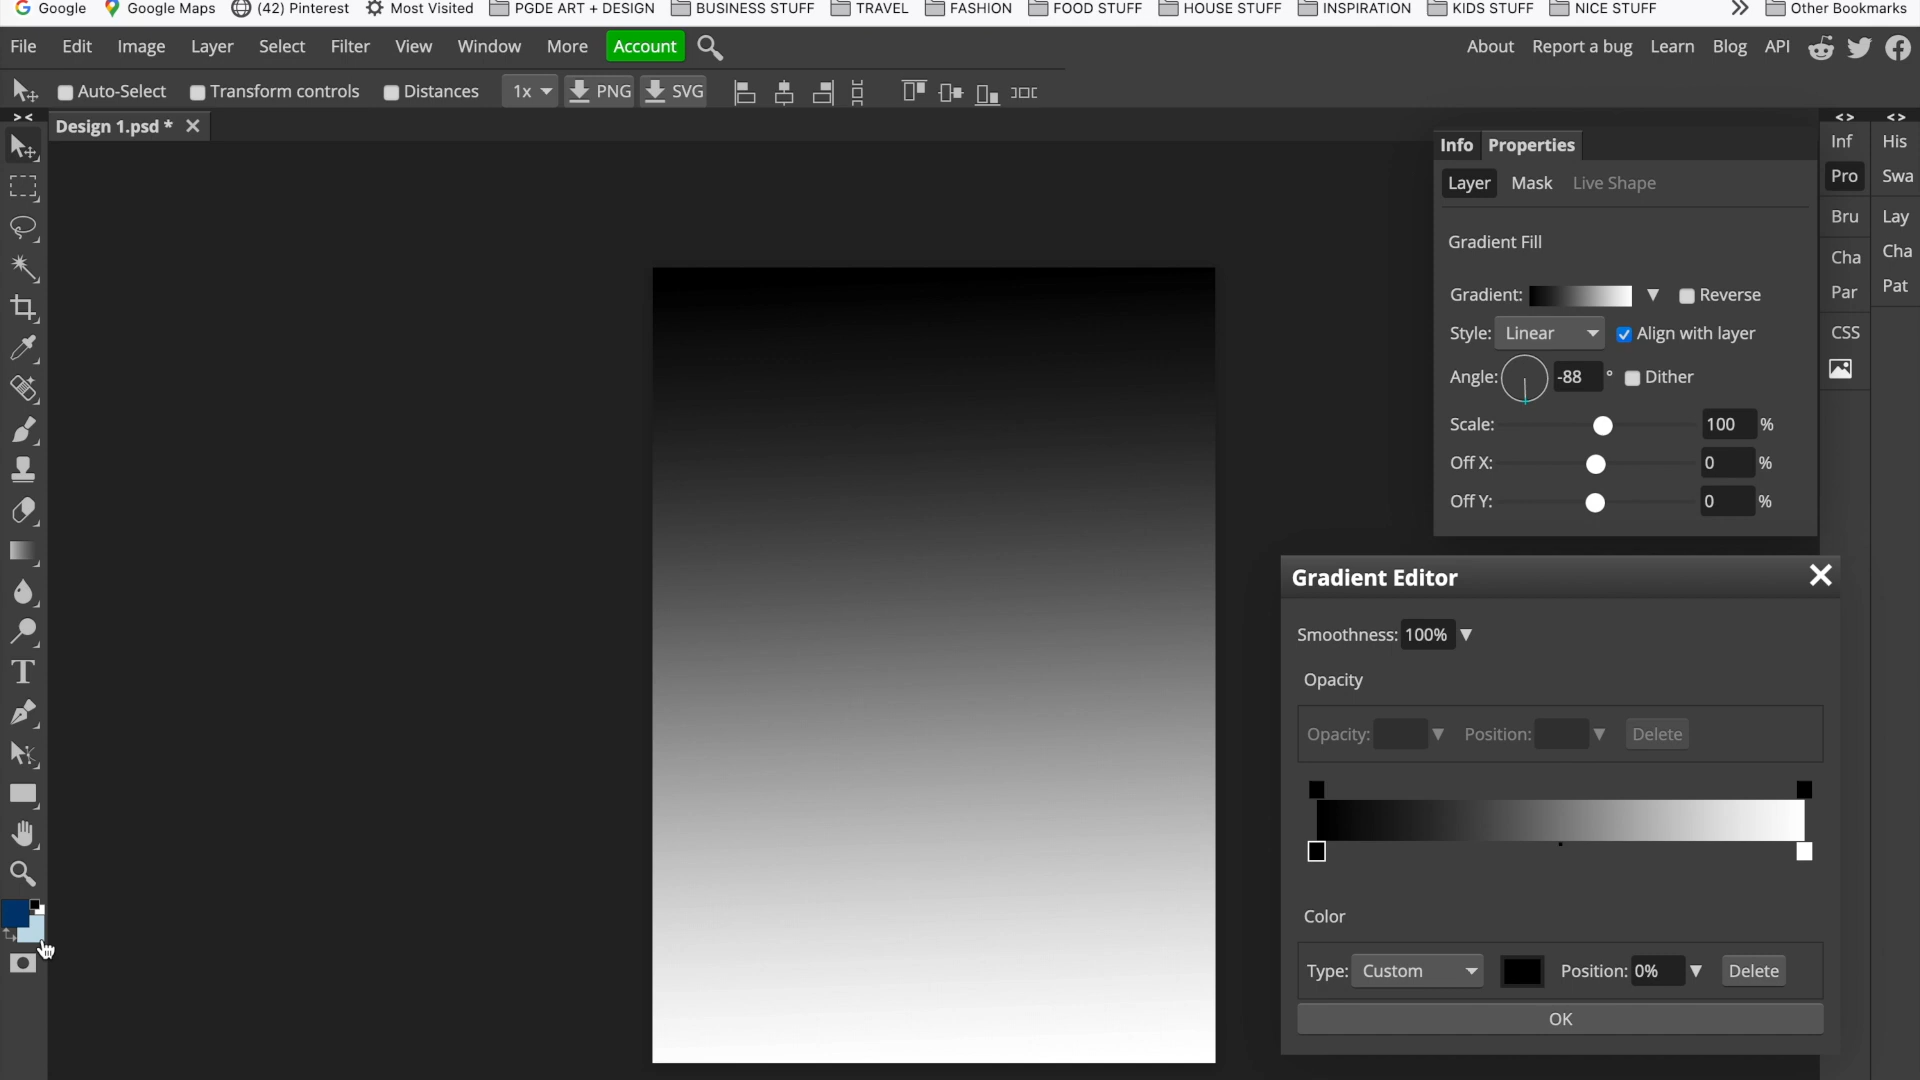 Google Google Maps (42) Pinterest Most Visited PGDE ART + DESIGN BUSINESS STUFF TRAVEL FASHION FOOD STUFF HOUSE STUFF INSPIRATION KIDS STUFF NICE STUFF Other Bookmarks
File Edit Image Layer Select Filter View Window More Account About Report a bug Learn Blog API
Auto-Select Transform controls Distances 1x PNG SVG
Design 1.psd *
Info Properties
Inf His
Layer Mask Live Shape
Pro Swa
Bru Lay
Gradient Fill
Cha Cha
Gradient: Reverse
Par Pat
Style: Linear Align with layer
CSS
Angle: -88 ° Dither
Scale: 100 %
Off X: 0 %
Off Y: 0 %
Gradient Editor
Smoothness: 100%
Opacity
Opacity: Position: Delete
T
Color
Type: Custom Position: 0% Delete
OK